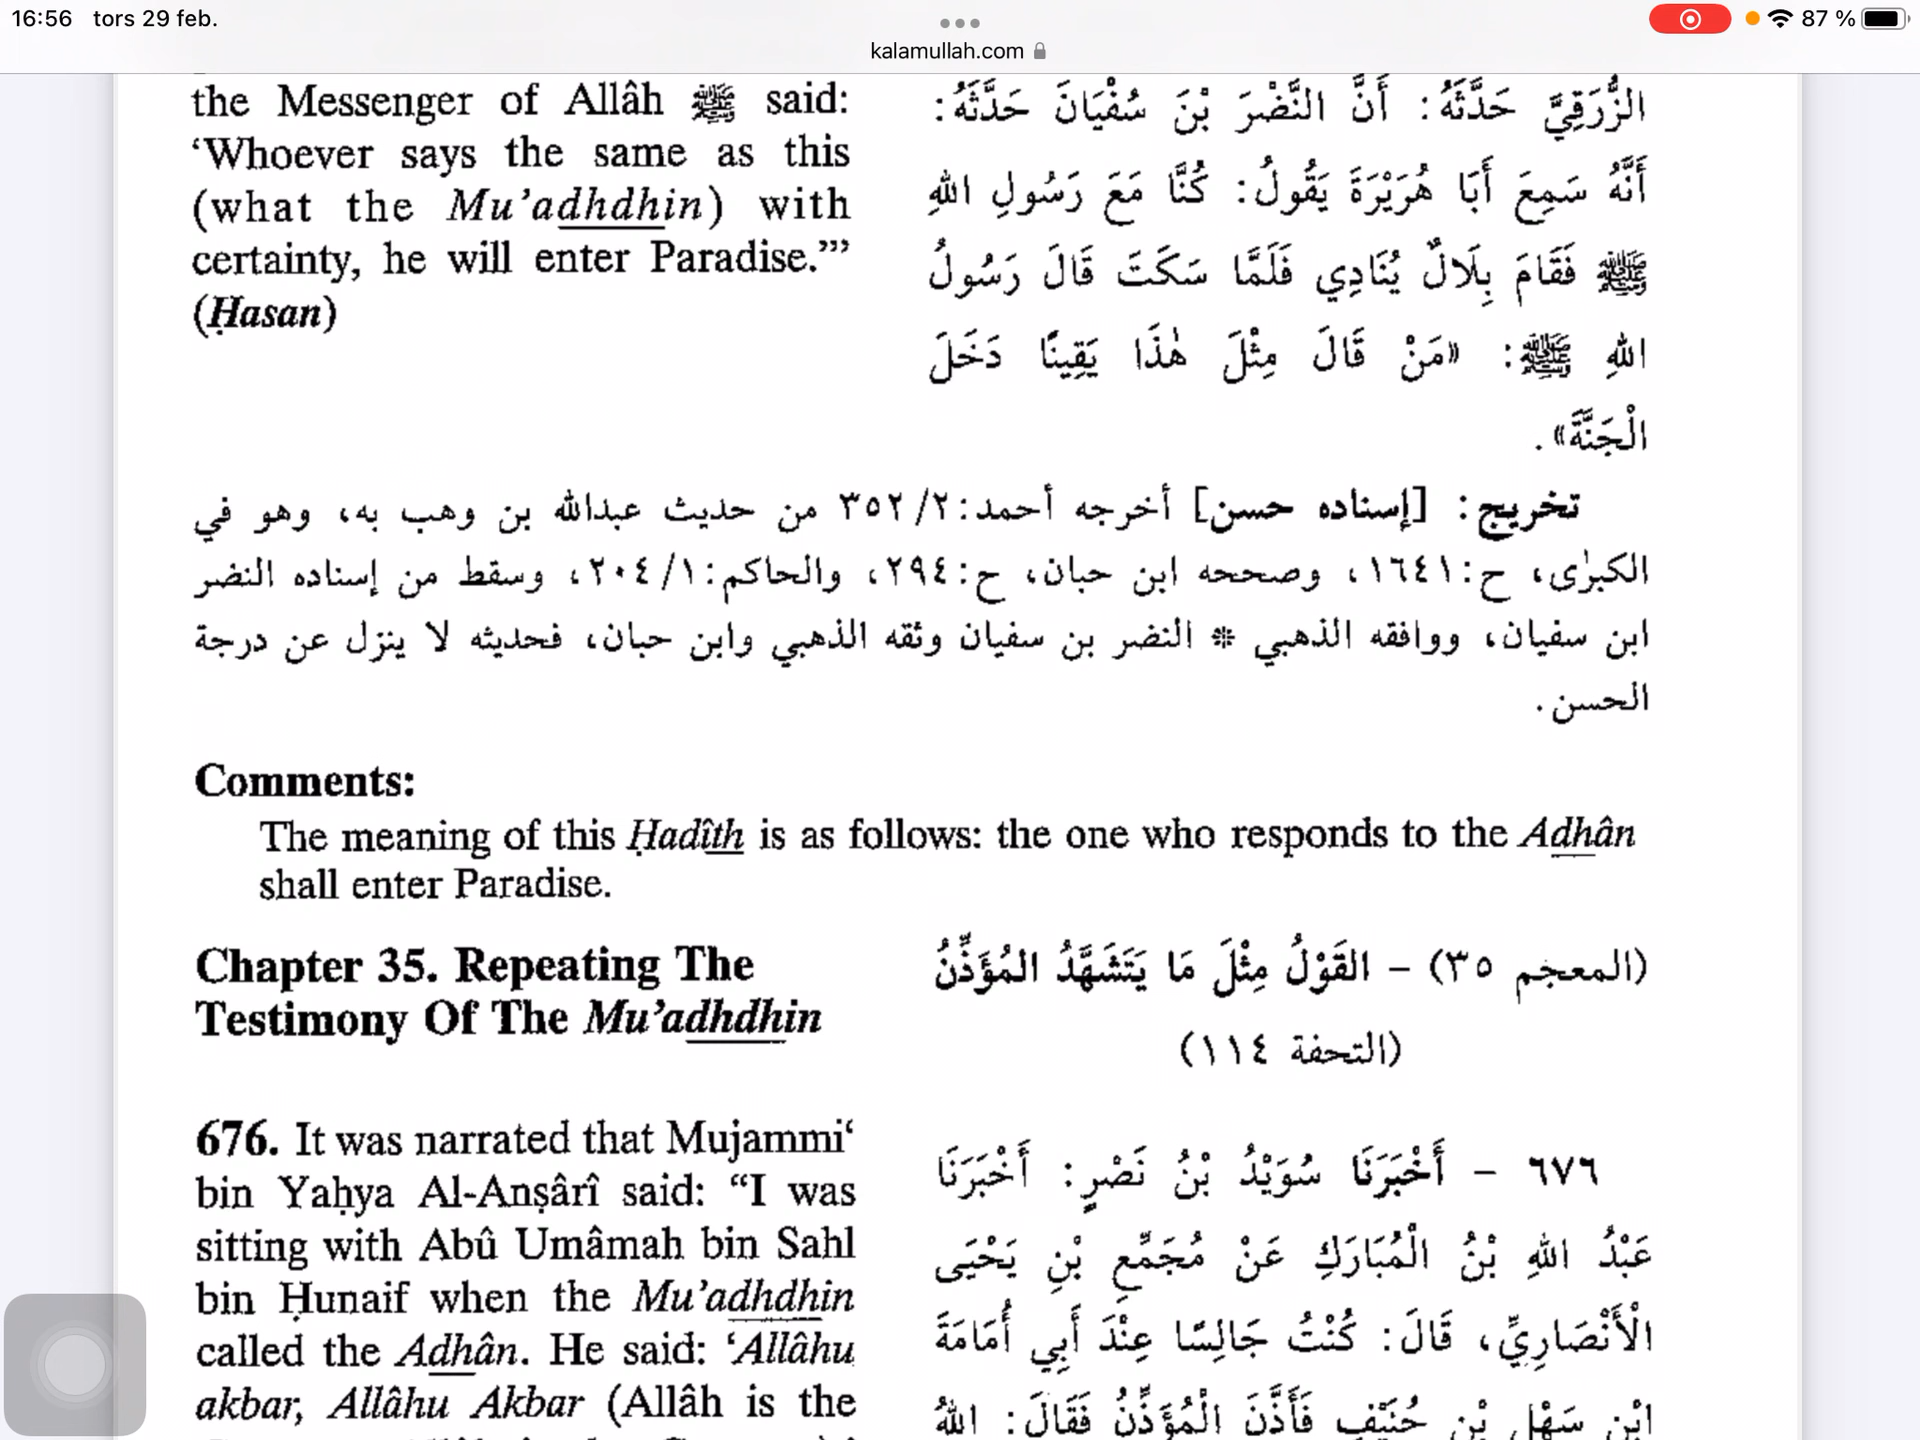 16:56 tors 29 feb.
87 %
kalamullah.com
the Messenger of Allâh ﷺ said:
‘Whoever says the same as this
(what the Mu’adhdhin) with
certainty, he will enter Paradise.”’
(Ḥasan)
الزُّرَقِيَّ حَدَّثَهُ: أَنَّ النَّضْرَ بْنَ سُفْيَانَ حَدَّثَهُ:
أَنَّهُ سَمِعَ أَبَا هُرَيْرَةَ يَقُولُ: كُنَّا مَعَ رَسُولِ اللهِ
ﷺ فَقَامَ بِلَالٌ يُنَادِي فَلَمَّا سَكَتَ قَالَ رَسُولُ
اللهِ ﷺ: «مَنْ قَالَ مِثْلَ هٰذَا يَقِينًا دَخَلَ
الْجَنَّةَ».
تخريج: [إسناده حسن] أخرجه أحمد:٢/ ٣٥٢ من حديث عبدالله بن وهب به، وهو في
الكبرٰى، ح:١٦٤١، وصححه ابن حبان، ح:٢٩٤، والحاكم:١/ ٢٠٤، وسقط من إسناده النضر
ابن سفيان، ووافقه الذهبي * النضر بن سفيان وثقه الذهبي وابن حبان، فحديثه لا ينزل عن درجة
الحسن.
Comments:
The meaning of this Ḥadîth is as follows: the one who responds to the Adhân
shall enter Paradise.
Chapter 35. Repeating The
Testimony Of The Mu’adhdhin
(المعجم ٣٥) - القَوْلُ مِثْلَ مَا يَتَشَهَّدُ المُؤَذِّنُ
(التحفة ١١٤)
676. It was narrated that Mujammi‘
bin Yaḥya Al-Anṣârî said: “I was
sitting with Abû Umâmah bin Sahl
bin Ḥunaif when the Mu’adhdhin
called the Adhân. He said: ‘Allâhu
akbar, Allâhu Akbar (Allâh is the
٦٧٦ - أَخْبَرَنَا سُوَيْدُ بْنُ نَصْرٍ: أَخْبَرَنَا
عَبْدُ اللهِ بْنُ الْمُبَارَكِ عَنْ مُجَمِّعِ بْنِ يَحْيَى
الْأَنْصَارِيِّ، قَالَ: كُنْتُ جَالِسًا عِنْدَ أَبِي أُمَامَةَ
ابْنِ سَهْلِ بْنِ حُنَيْفٍ فَأَذَّنَ الْمُؤَذِّنُ فَقَالَ: اللهُ